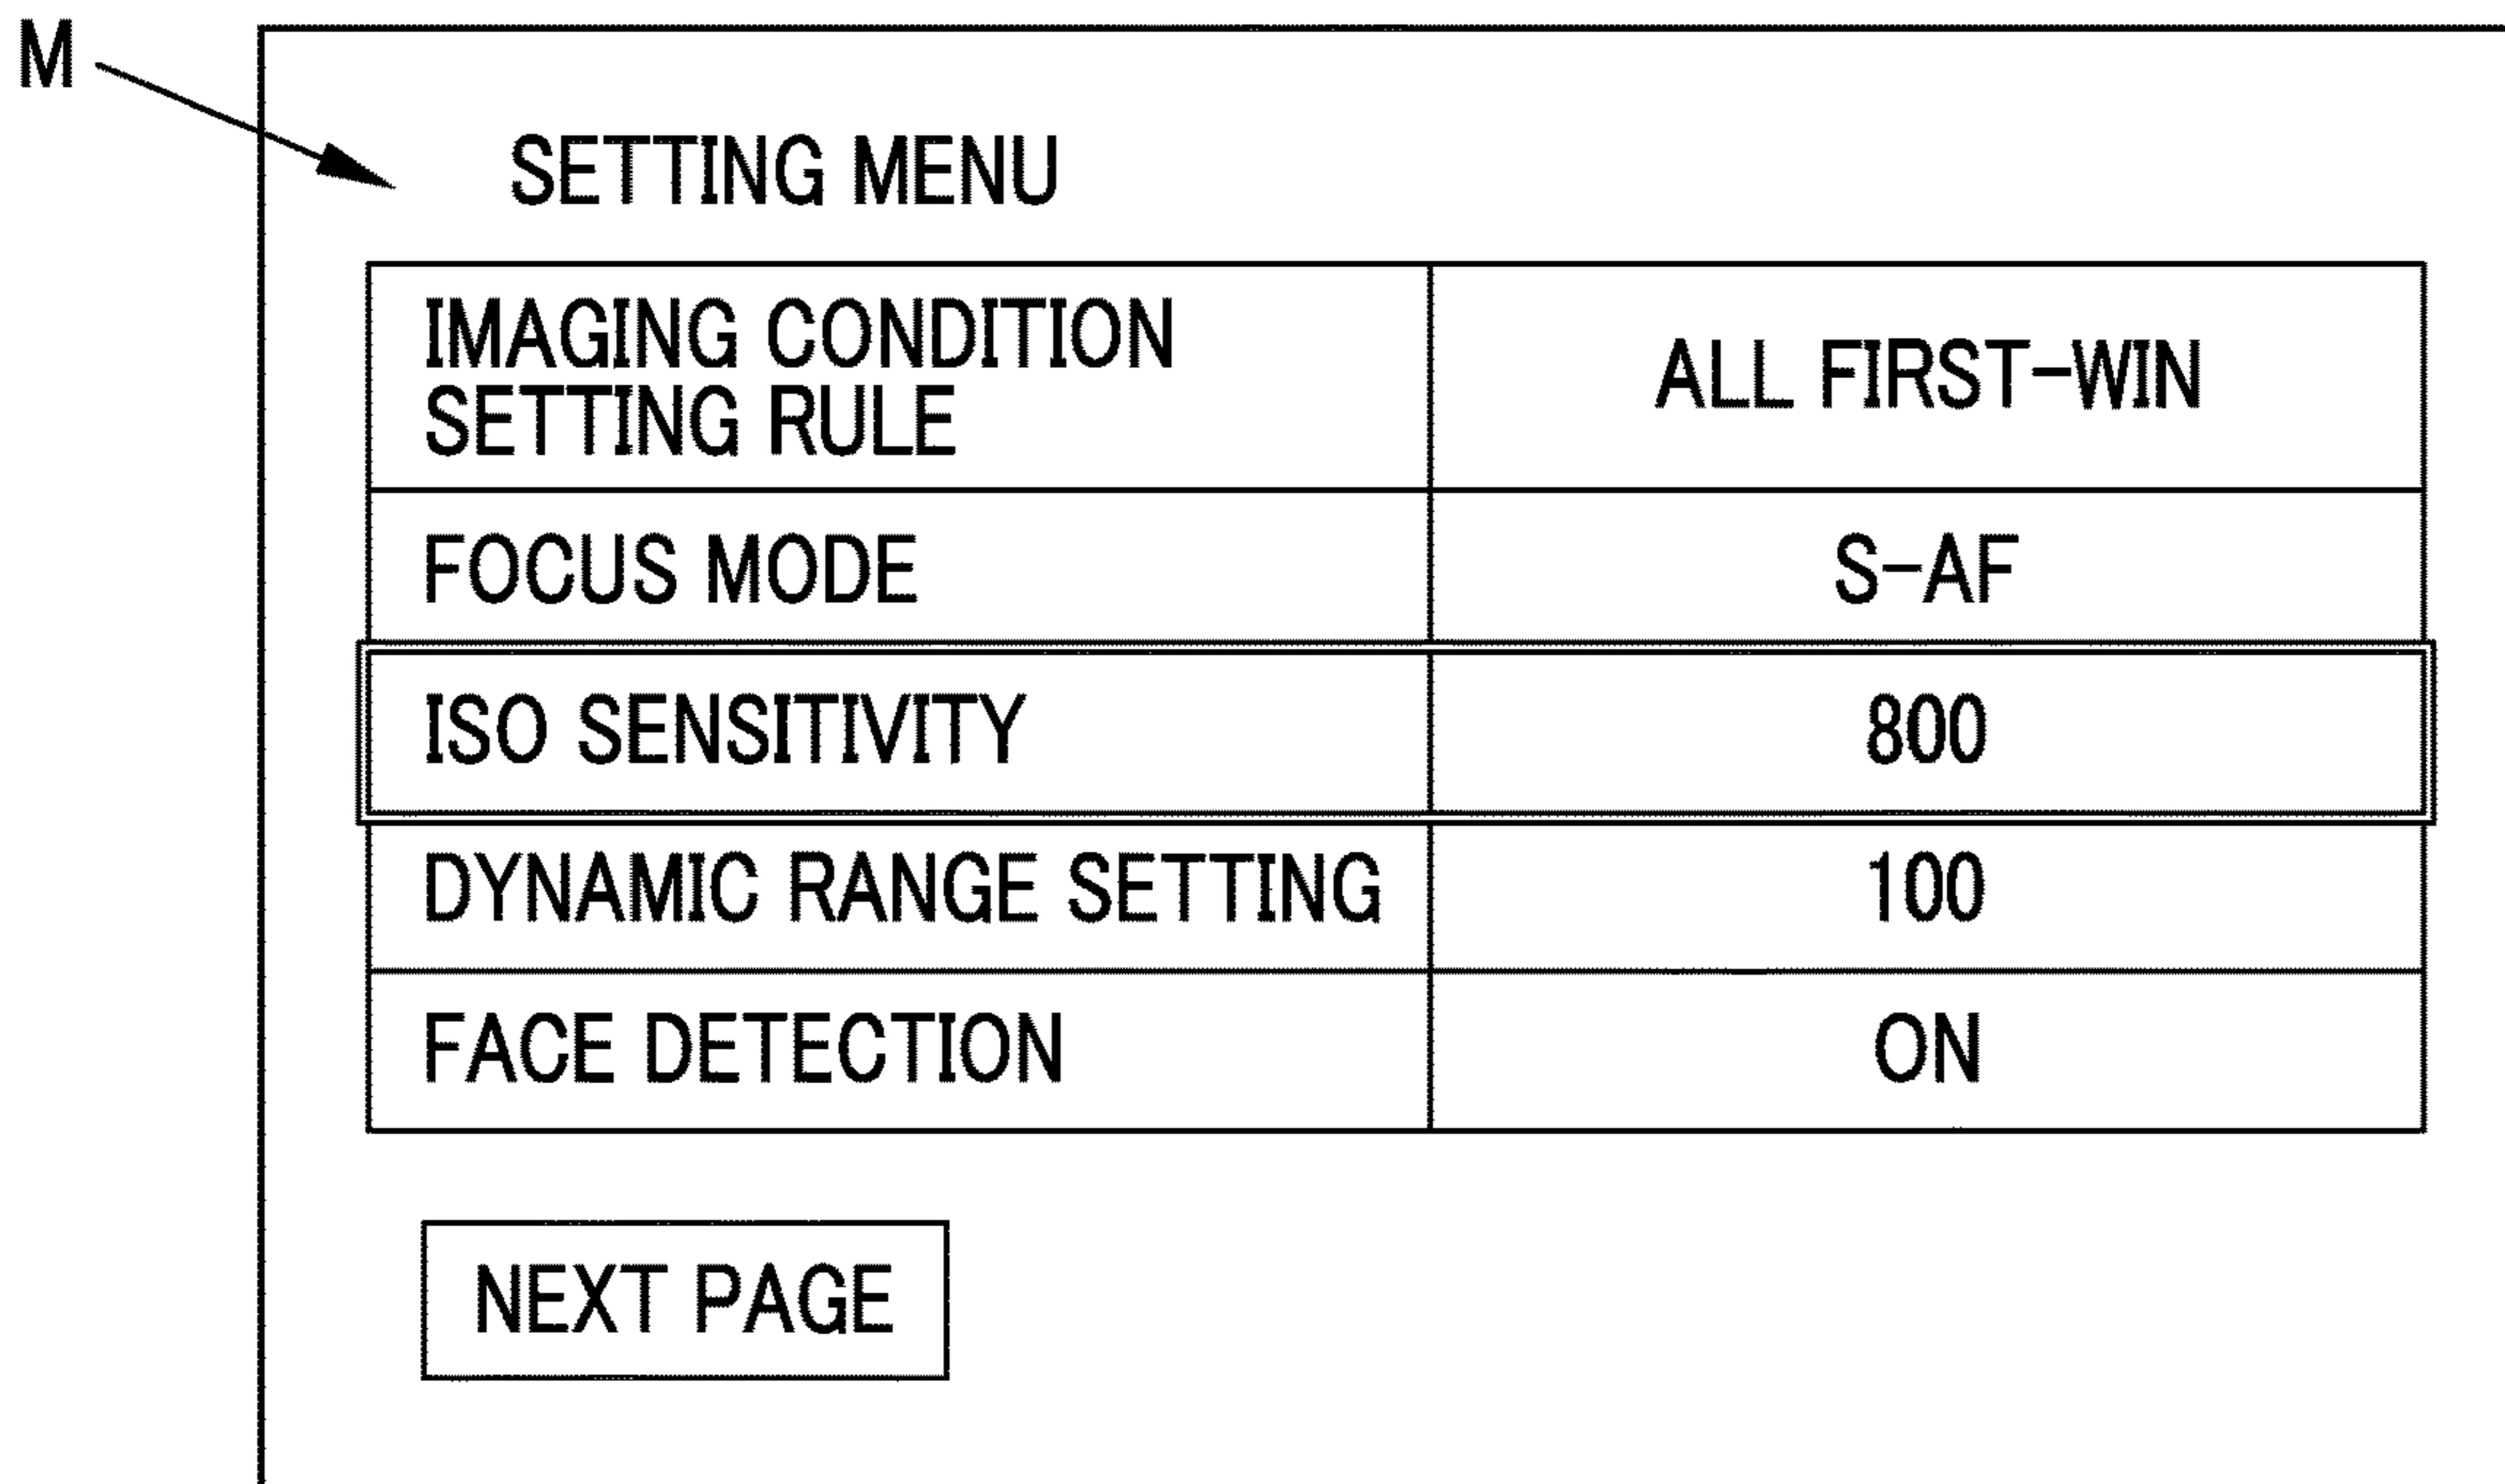 M
SETTING MENU
IMAGING CONDITION
SETTING RULE
ALL FIRST-WIN
FOCUS MODE
S-AF
ISO SENSITIVITY
800
DYNAMIC RANGE SETTING
100
FACE DETECTION
ON
NEXT PAGE